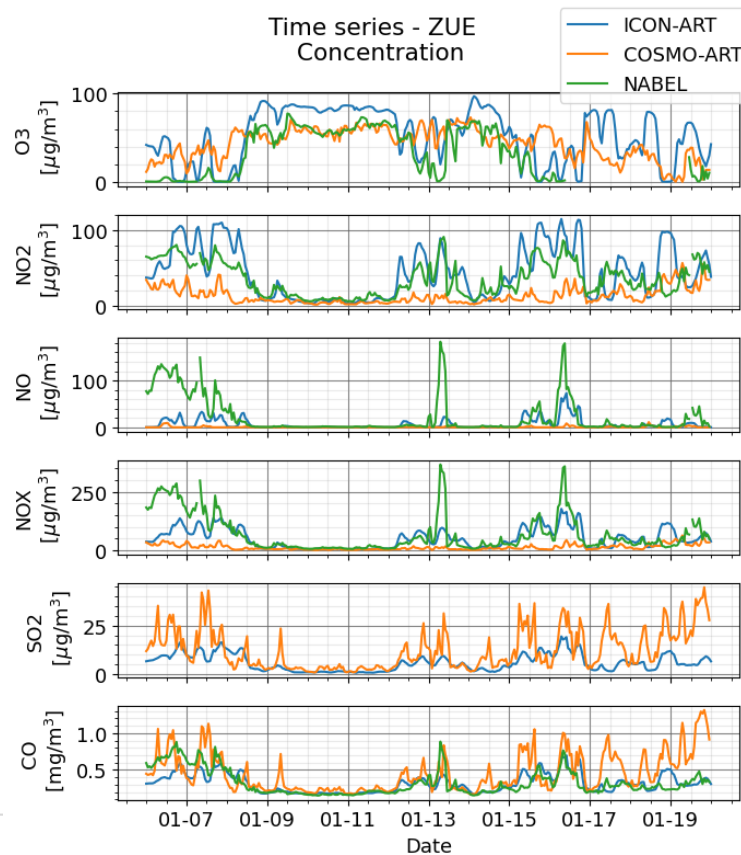 Time series - ZUE
Concentration
ICON-ART
COSMO-ART
NABEL
O3
[μg/m³]
100
0
NO2
[μg/m³]
100
0
NO
[μg/m³]
100
0
NOX
[μg/m³]
250
0
SO2
[μg/m³]
25
0
CO
[mg/m³]
1.0
0.5
01-07 01-09 01-11 01-13 01-15 01-17 01-19
Date